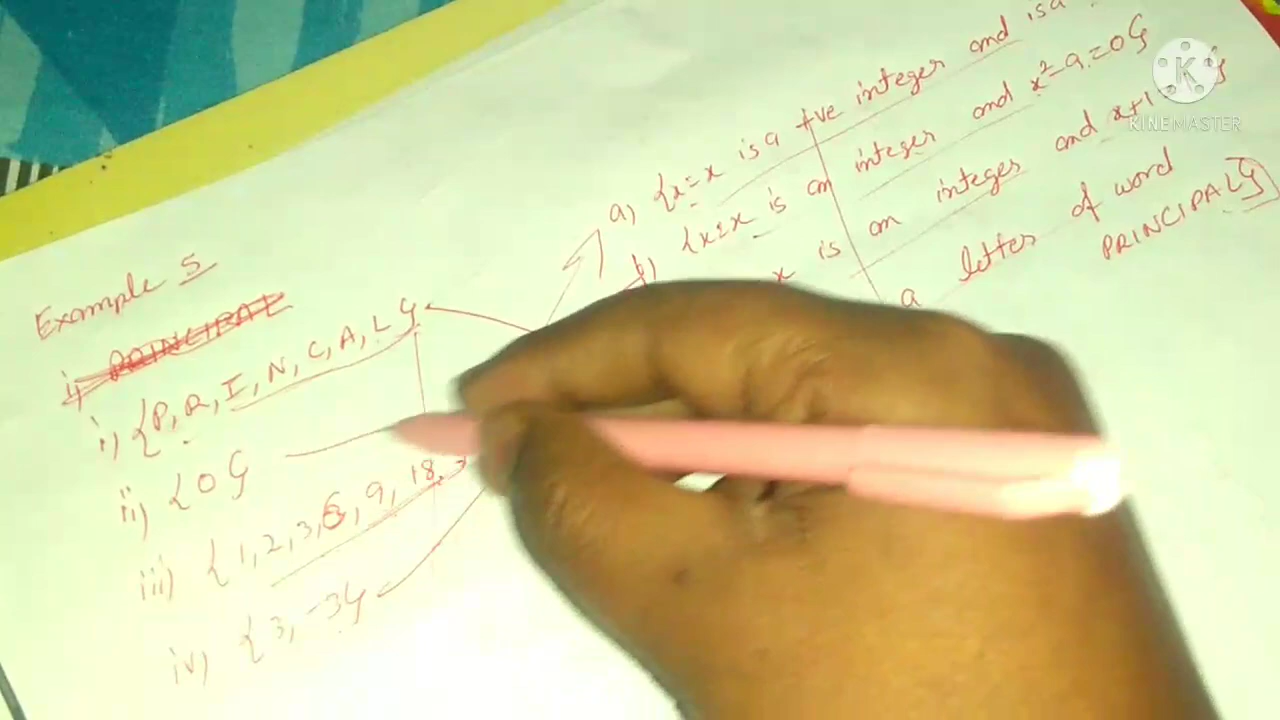 Example 5
i) PRINCIPAL
i) {P, R, I, N, C, A, L}
ii) {0}
iii) {1, 2, 3, 6, 9, 18
iv) {3, -3}
a) {x = x is a +ve integer and is a
b) {x = x is an integer and x²-9=0}
x is an integer and x+1
a letter of word
PRINCIPAL}
KINEMASTER